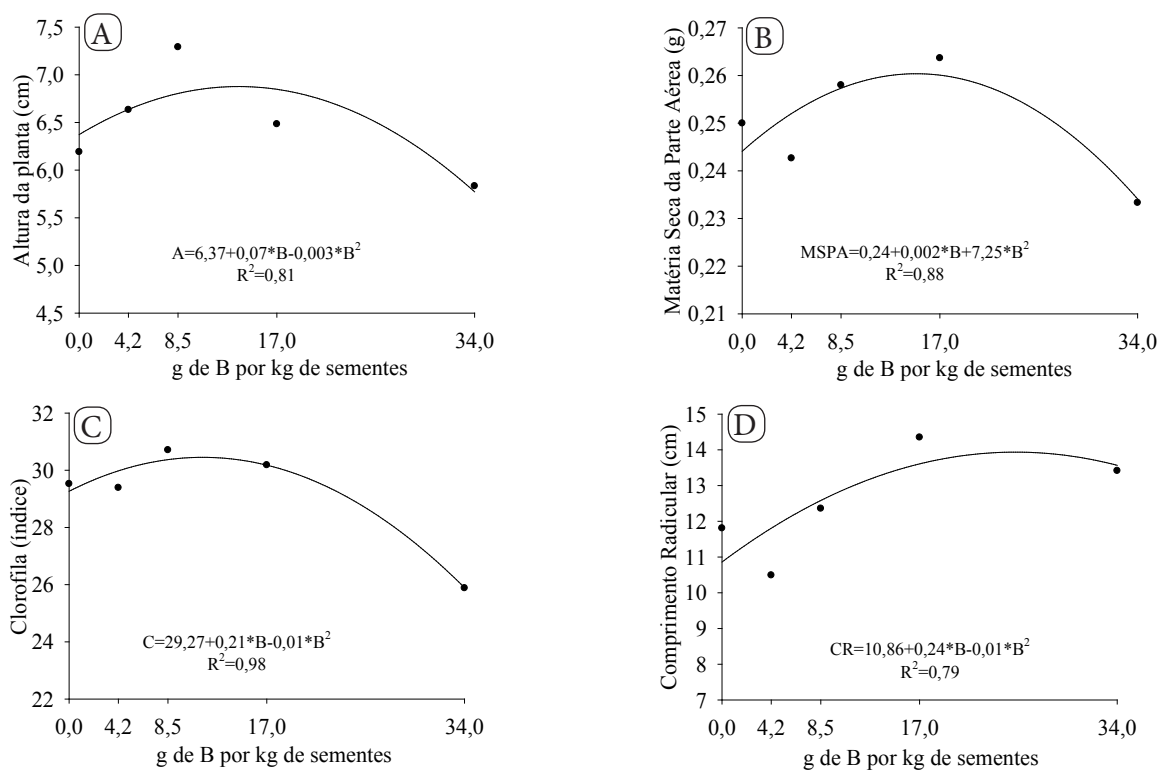 A
Altura da planta (cm)
7,5
7,0
6,5
6,0
5,5
5,0
4,5
A=6,37+0,07*B-0,003*B²
R²=0,81
0,0 4,2 8,5 17,0 34,0
g de B por kg de sementes
B
Matéria Seca da Parte Aérea (g)
0,27
0,26
0,25
0,24
0,23
0,22
0,21
MSPA=0,24+0,002*B+7,25*B²
R²=0,88
0,0 4,2 8,5 17,0 34,0
g de B por kg de sementes
C
Clorofila (índice)
32
30
28
26
24
22
C=29,27+0,21*B-0,01*B²
R²=0,98
0,0 4,2 8,5 17,0 34,0
g de B por kg de sementes
D
Comprimento Radicular (cm)
15
14
13
12
11
10
9
8
7
CR=10,86+0,24*B-0,01*B²
R²=0,79
0,0 4,2 8,5 17,0 34,0
g de B por kg de sementes